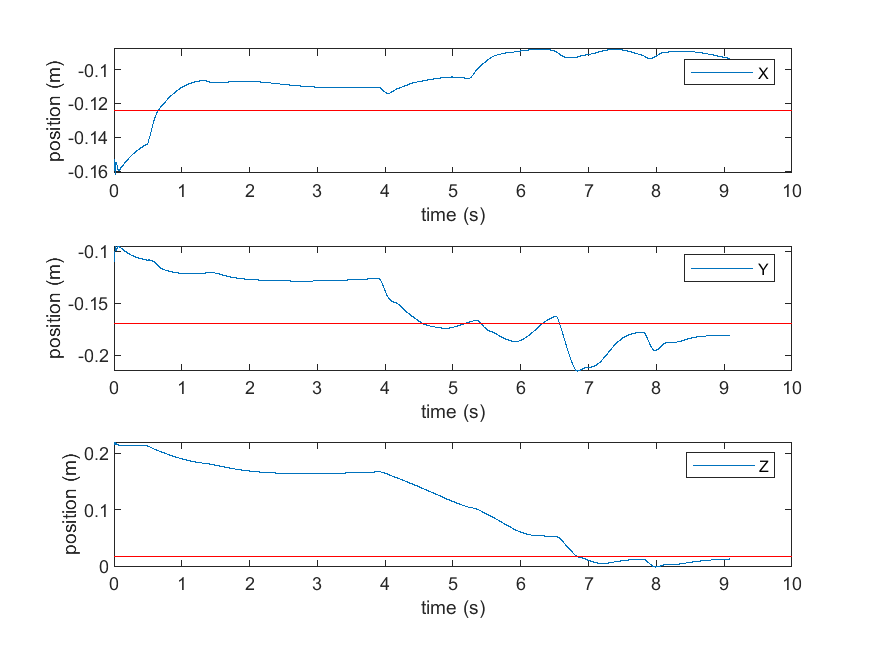 position (m)
-0.1
-0.12
-0.14
-0.16
X
0 1 2 3 4 5 6 7 8 9 10
time (s)
position (m)
-0.1
-0.15
-0.2
Y
0 1 2 3 4 5 6 7 8 9 10
time (s)
position (m)
0.2
0.1
0
Z
0 1 2 3 4 5 6 7 8 9 10
time (s)